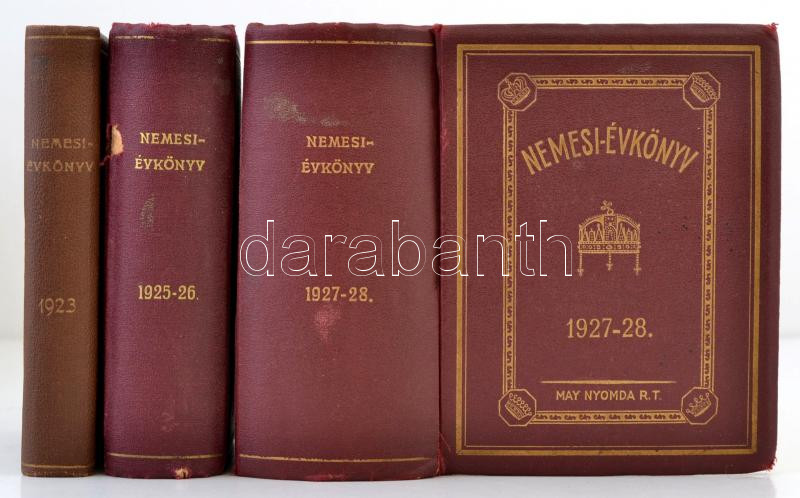 NEMESI-
ÉVKÖNYV
1923
NEMESI-
ÉVKÖNYV
1925-26.
NEMESI-
ÉVKÖNYV
1927-28.
NEMESI-ÉVKÖNYV
1927-28.
MAY NYOMDA R.T.
darabanth